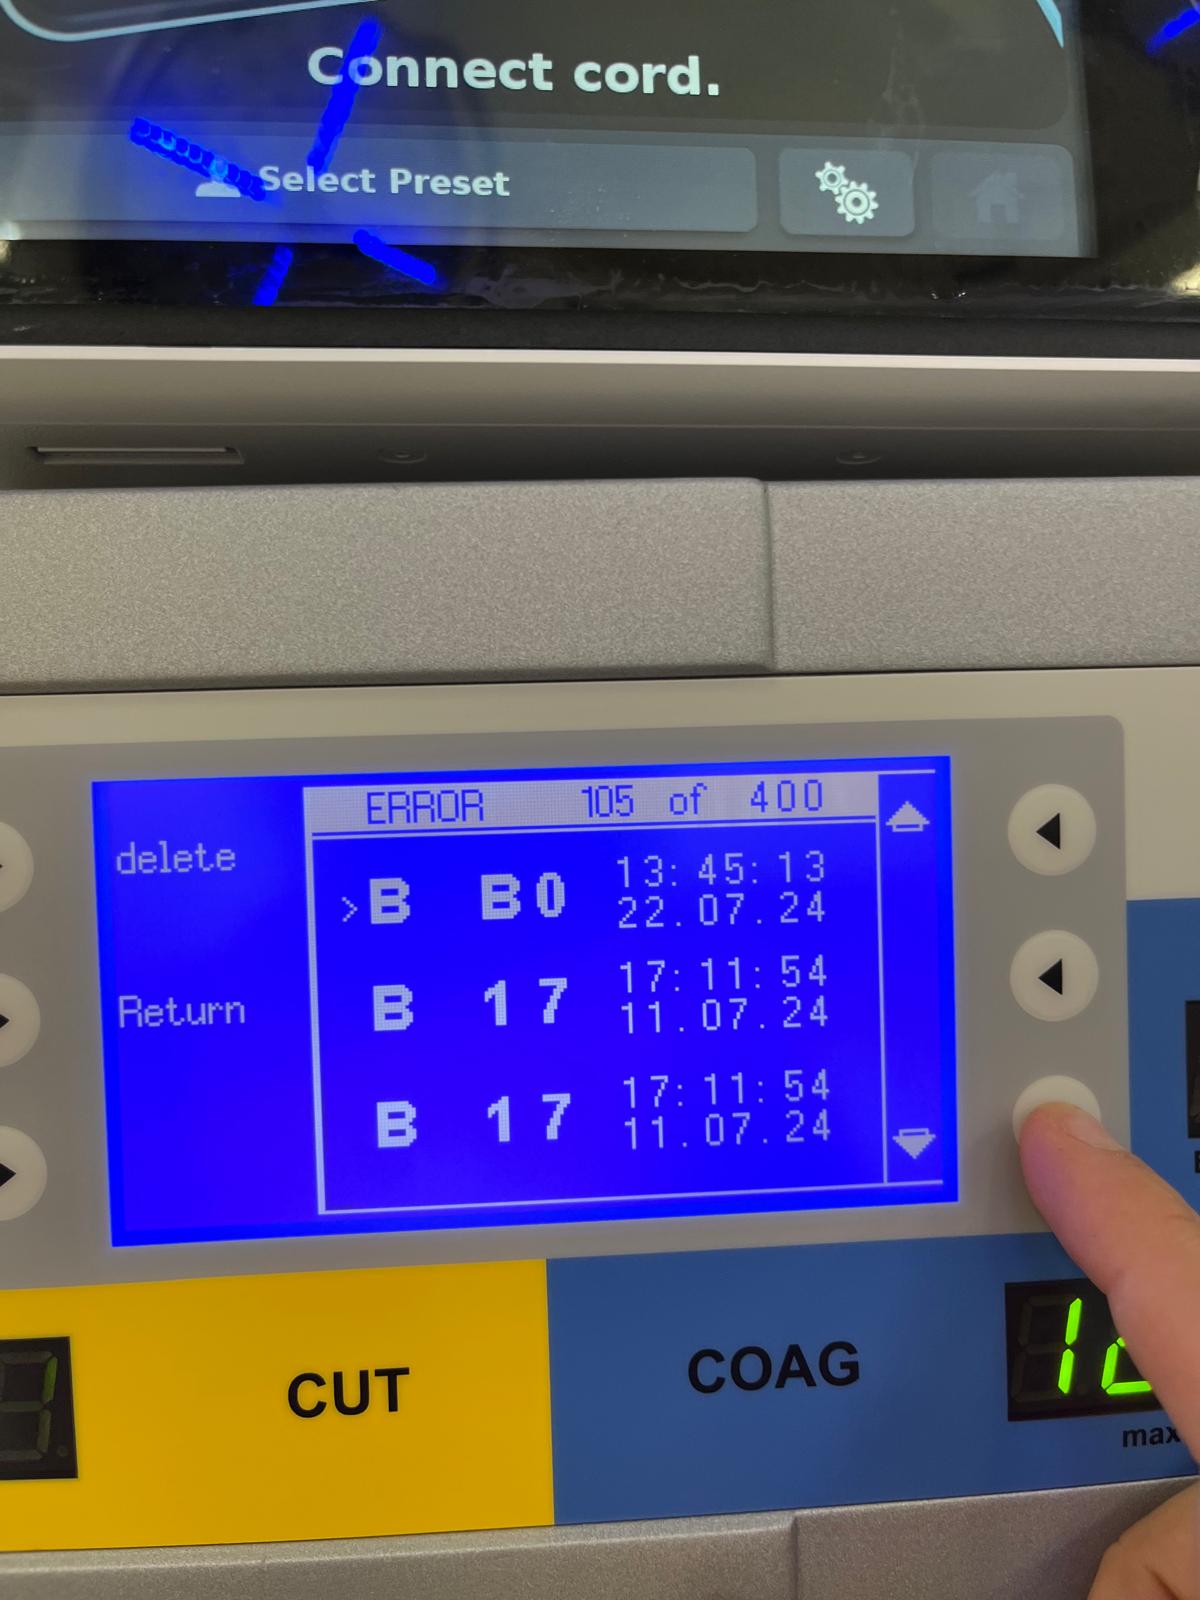 Connect cord.
Select Preset
ERROR 105 of 400
delete
>B B0 13:45:13
22.07.24
Return
B 17 17:11:54
11.07.24
B 17 17:11:54
11.07.24
CUT
COAG
max